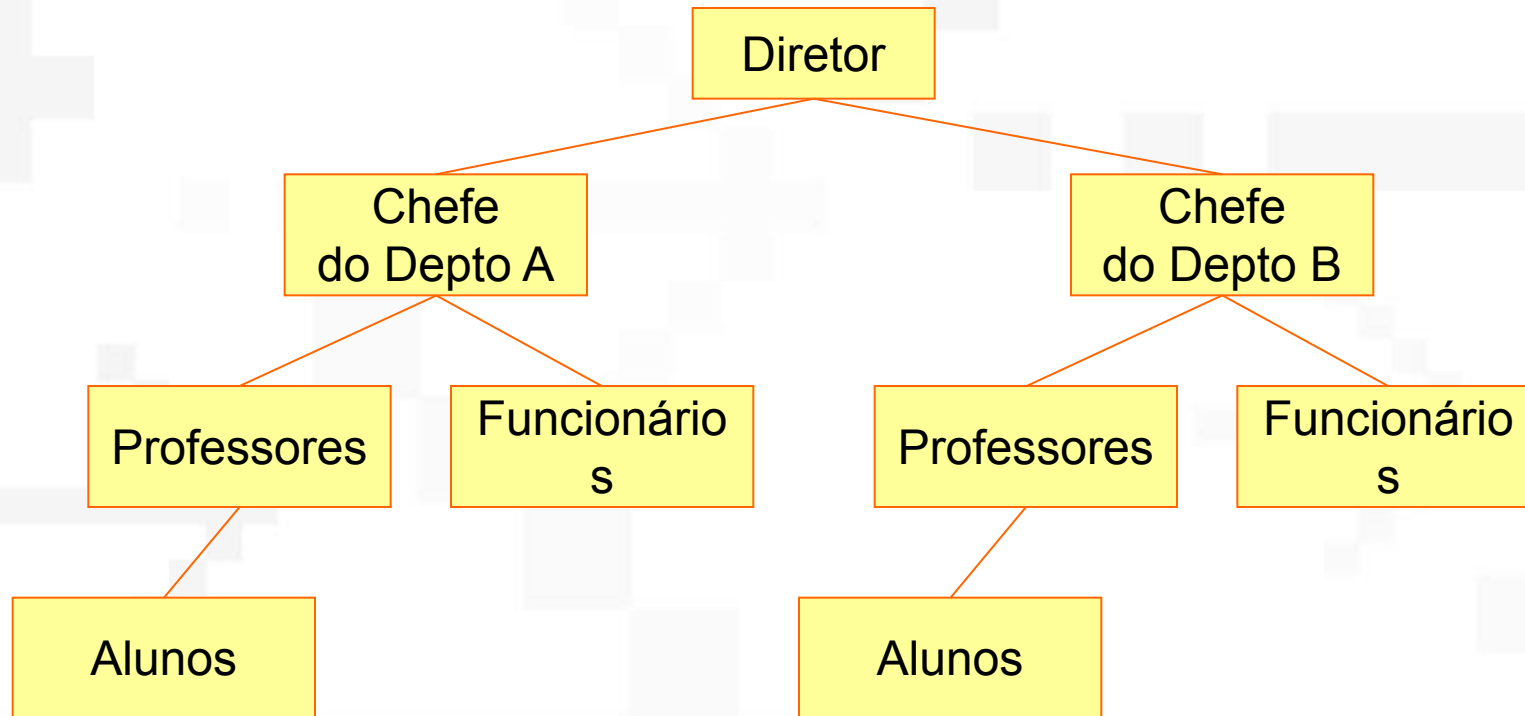 Diretor
Chefe
do Depto A
Chefe
do Depto B
Professores
Funcionário
s
Professores
Funcionário
s
Alunos
Alunos